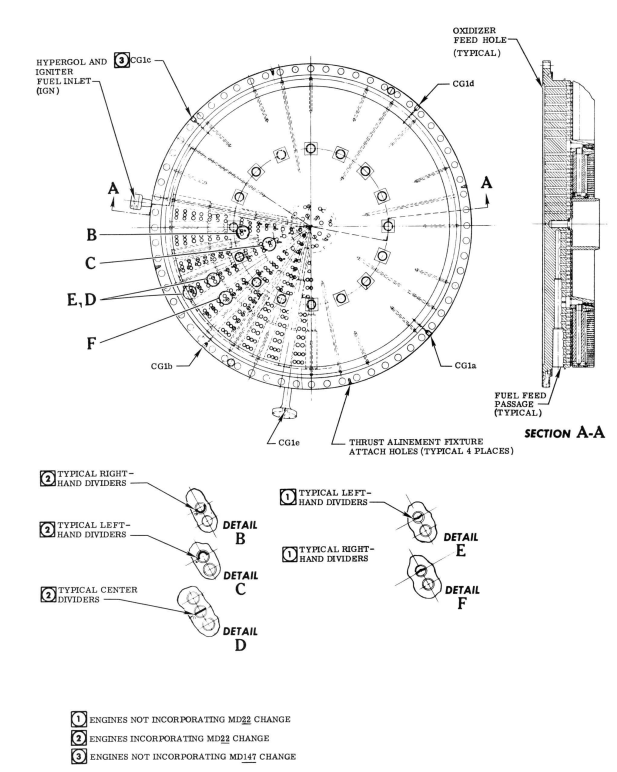 OXIDIZER
FEED HOLE
(TYPICAL)
HYPERGOL AND
IGNITER
FUEL INLET
(IGN)
3 CG1c
CG1d
A
A
B
C
E, D
F
CG1b
CG1a
CG1e
THRUST ALINEMENT FIXTURE
ATTACH HOLES (TYPICAL 4 PLACES)
FUEL FEED
PASSAGE
(TYPICAL)
SECTION A-A
2 TYPICAL RIGHT-
HAND DIVIDERS
DETAIL
B
2 TYPICAL LEFT-
HAND DIVIDERS
DETAIL
C
2 TYPICAL CENTER
DIVIDERS
DETAIL
D
1 TYPICAL LEFT-
HAND DIVIDERS
DETAIL
E
1 TYPICAL RIGHT-
HAND DIVIDERS
DETAIL
F
1 ENGINES NOT INCORPORATING MD22 CHANGE
2 ENGINES INCORPORATING MD22 CHANGE
3 ENGINES NOT INCORPORATING MD147 CHANGE